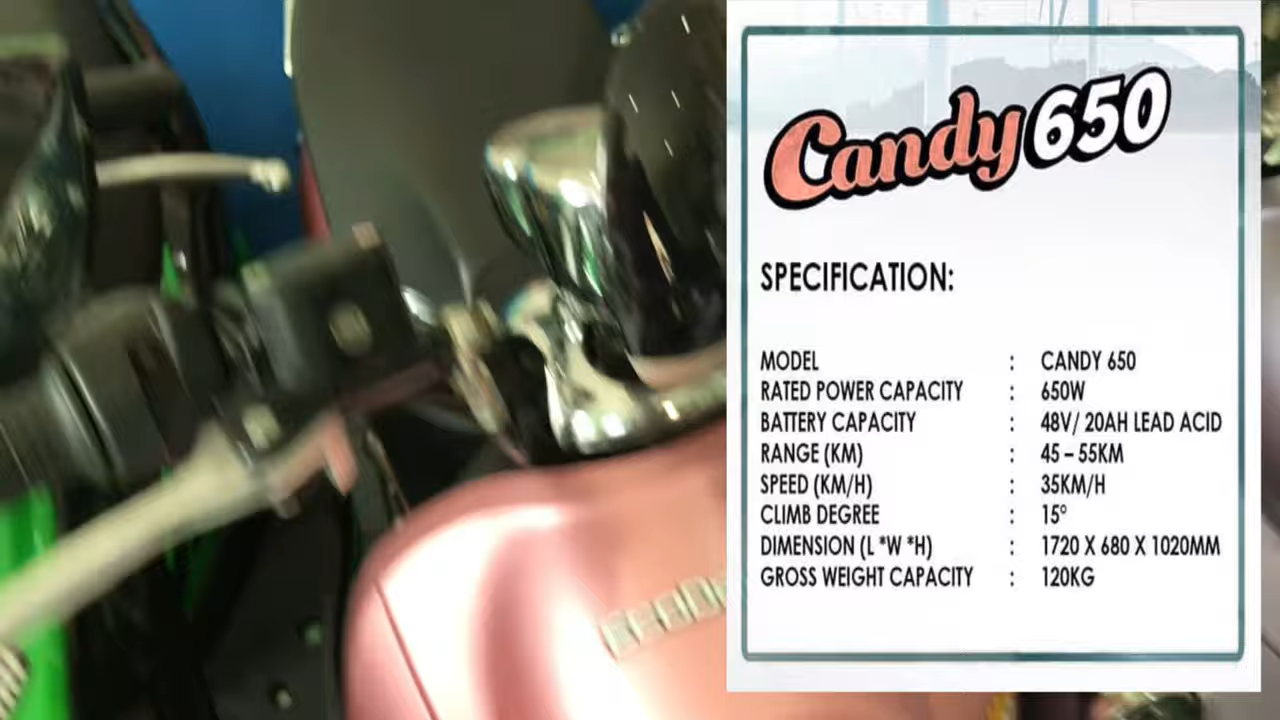 Candy 650
SPECIFICATION:
MODEL : CANDY 650
RATED POWER CAPACITY : 650W
BATTERY CAPACITY : 48V/ 20AH LEAD ACID
RANGE (KM) : 45 – 55KM
SPEED (KM/H) : 35KM/H
CLIMB DEGREE : 15°
DIMENSION (L *W *H) : 1720 X 680 X 1020MM
GROSS WEIGHT CAPACITY : 120KG